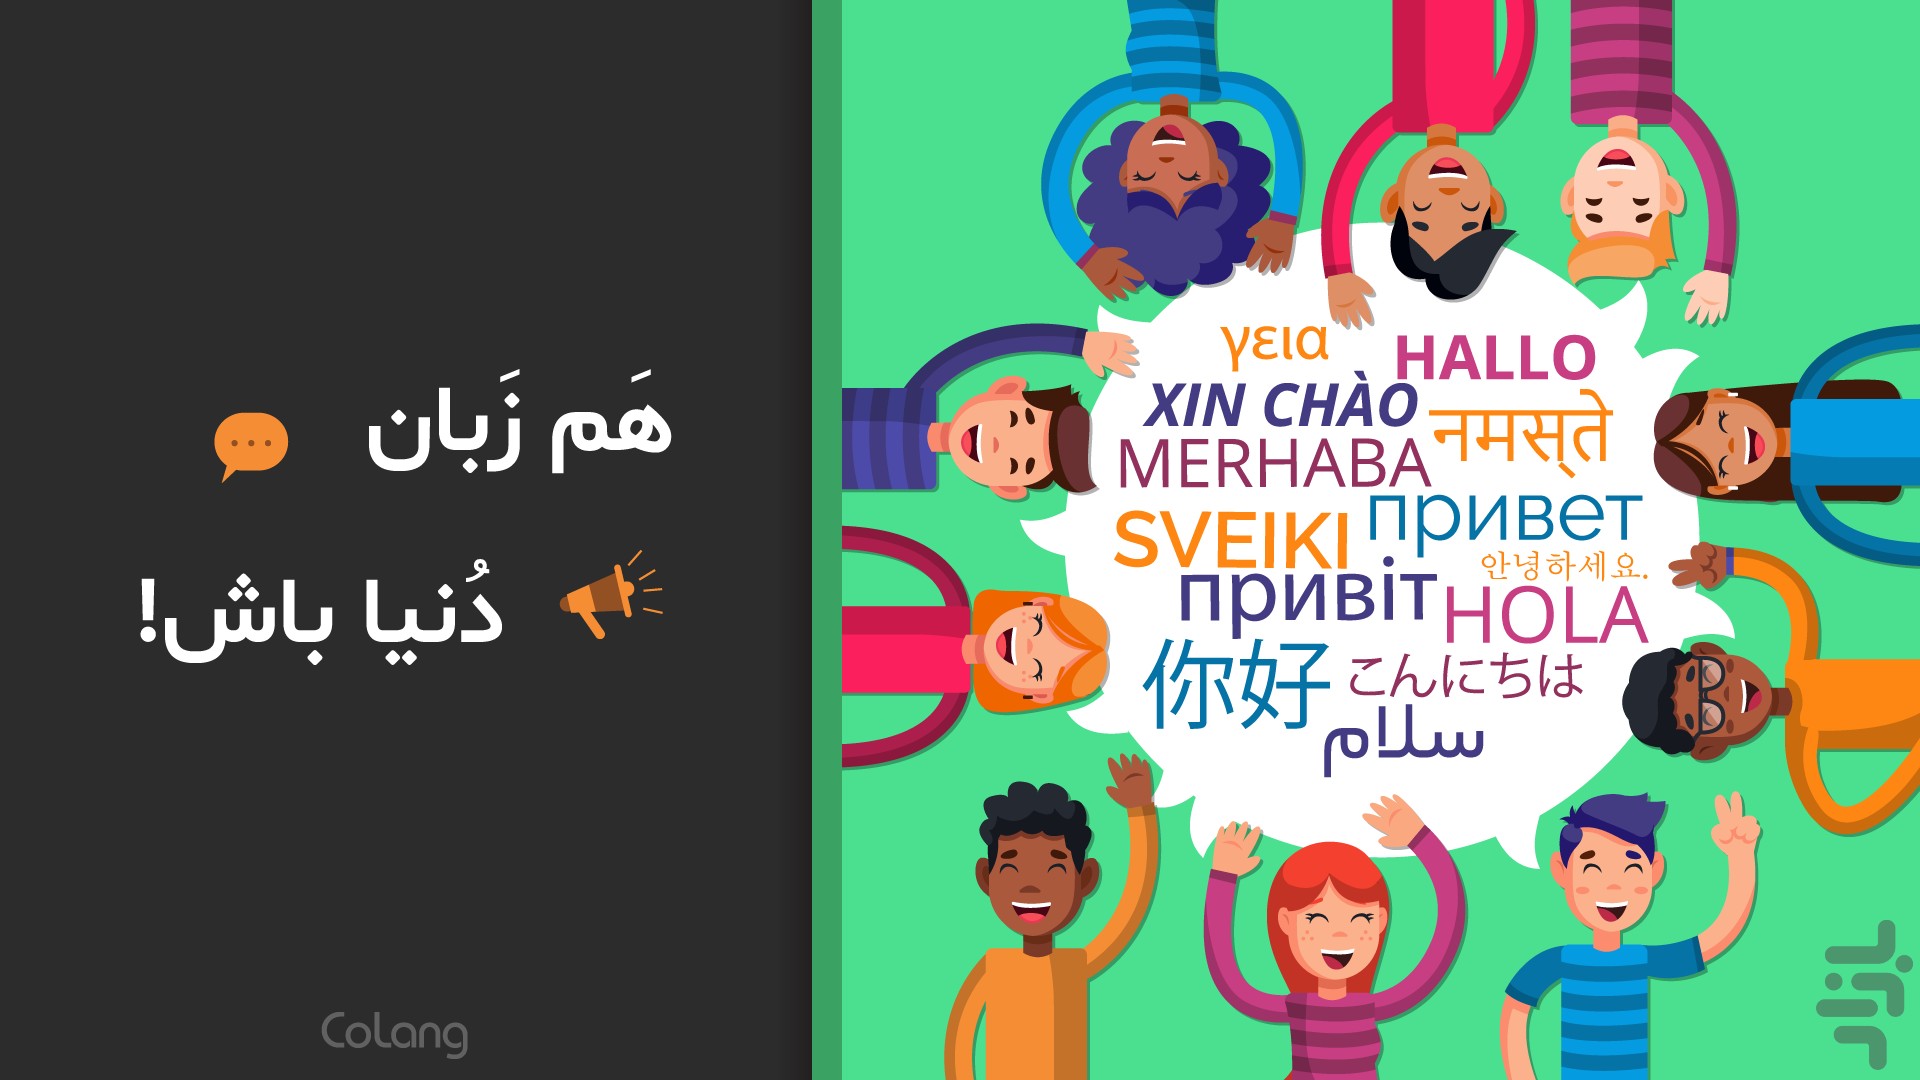 هَم زَبان
دُنیا باش!
CoLang
γεια
HALLO
XIN CHÀO
नमस्ते
MERHABA
привет
SVEIKI
안녕하세요.
привіт
HOLA
你好
こんにちは
سلام
بازار